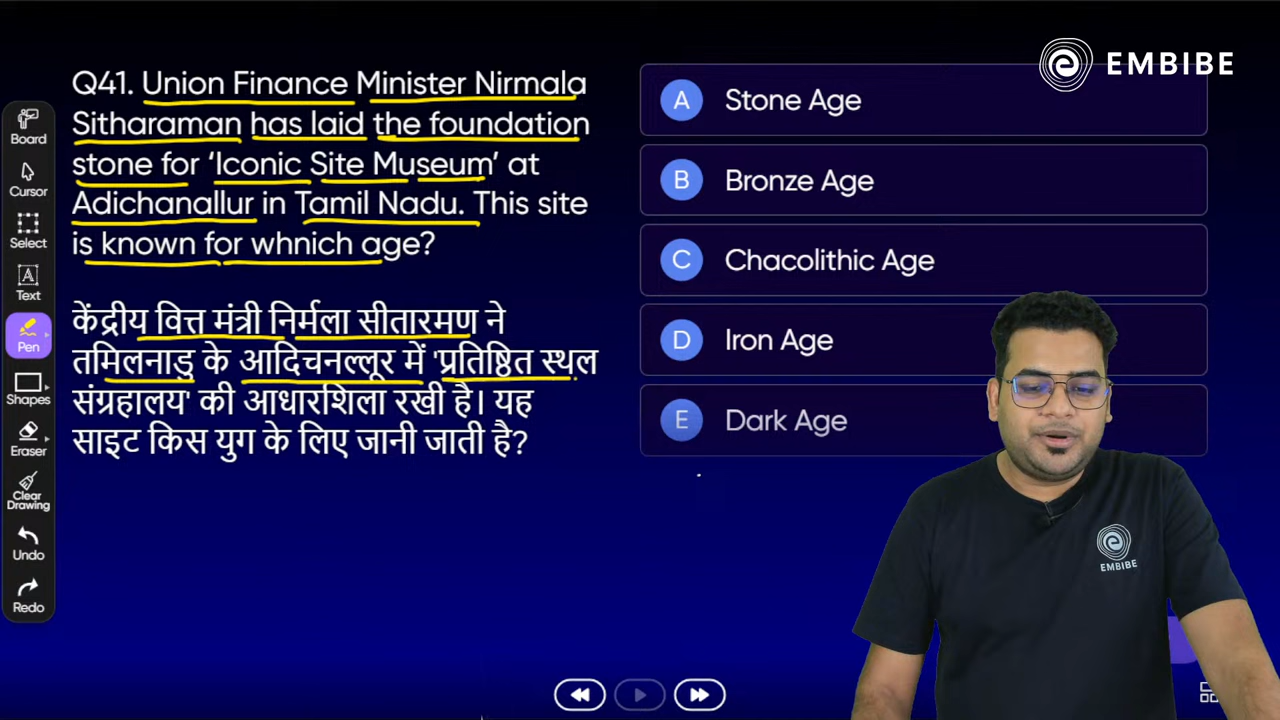 EMBIBE
Q41. Union Finance Minister Nirmala
Sitharaman has laid the foundation
stone for ‘Iconic Site Museum’ at
Adichanallur in Tamil Nadu. This site
is known for whnich age?
केंद्रीय वित्त मंत्री निर्मला सीतारमण ने
तमिलनाडु के आदिचनल्लूर में 'प्रतिष्ठित स्थल
संग्रहालय' की आधारशिला रखी है। यह
साइट किस युग के लिए जानी जाती है?
A Stone Age
B Bronze Age
C Chacolithic Age
D Iron Age
E Dark Age
Board
Cursor
Select
A
Text
Pen
Shapes
Eraser
Clear
Drawing
Undo
Redo
EMBIBE